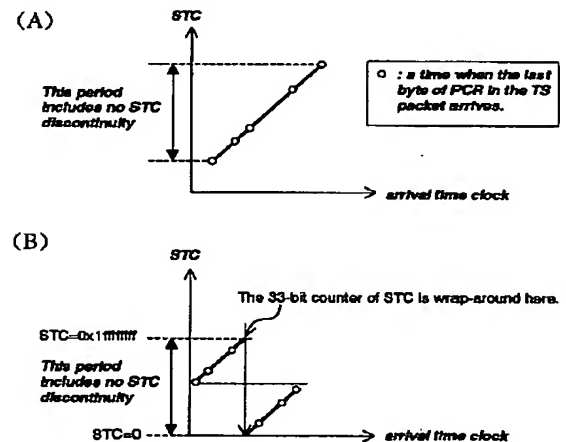 (A)
STC
This period
includes no STC
discontinuity
o : a time when the last
byte of PCR in the TS
packet arrives.
arrival time clock
(B)
STC
The 33-bit counter of STC is wrap-around here.
STC=0x1ffffffff
This period
includes no STC
discontinuity
STC=0
arrival time clock